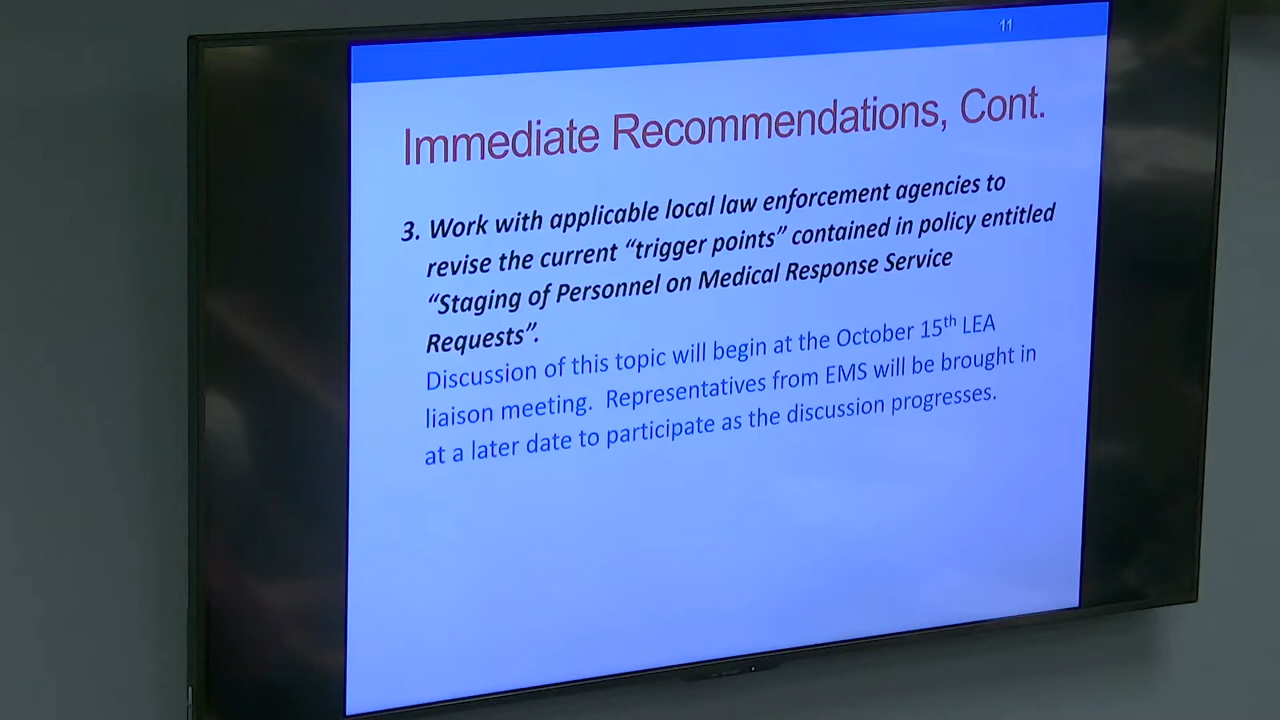 11
Immediate Recommendations, Cont.
3. Work with applicable local law enforcement agencies to
revise the current “trigger points” contained in policy entitled
“Staging of Personnel on Medical Response Service
Requests”.
Discussion of this topic will begin at the October 15th LEA
liaison meeting.  Representatives from EMS will be brought in
at a later date to participate as the discussion progresses.